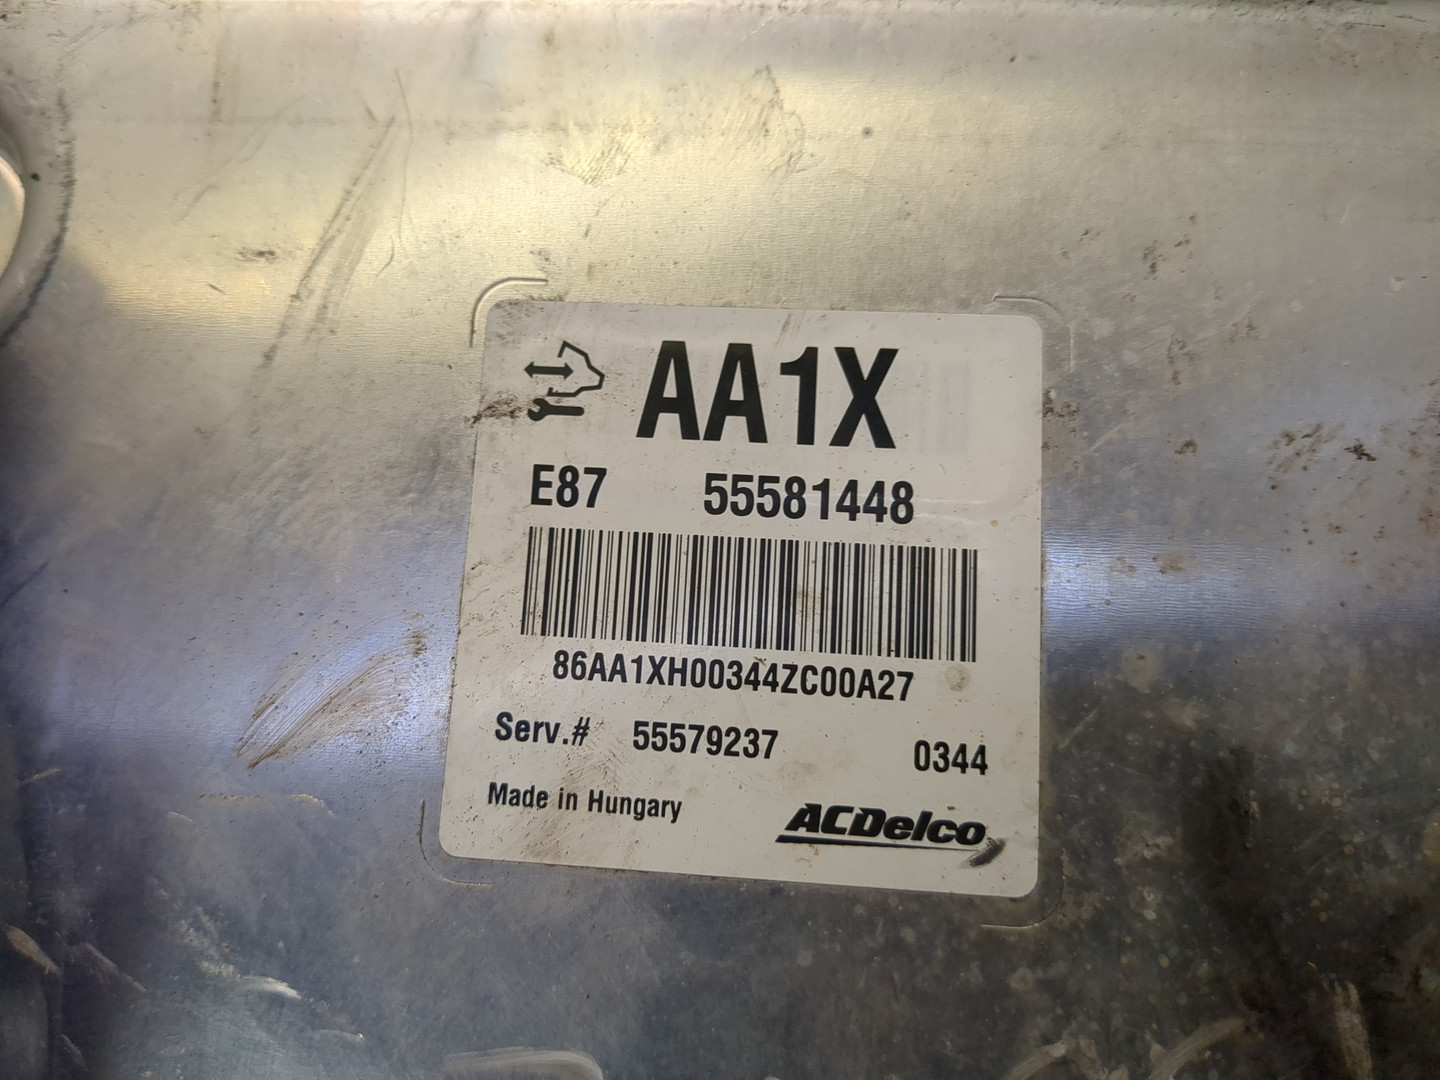 AA1X
E87 55581448
86AA1XH00344ZC00A27
Serv.# 55579237 0344
Made in Hungary
ACDelco